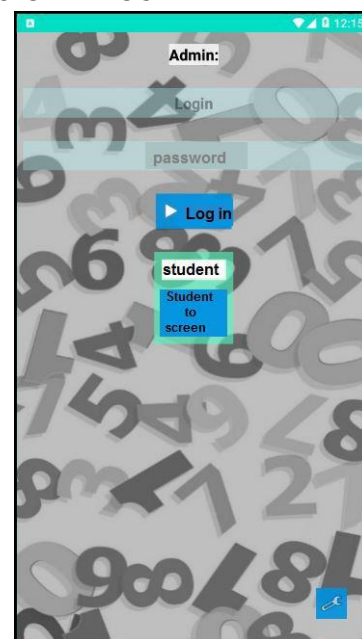 12:15
Admin:
Login
password
Log in
student
Student
to
screen